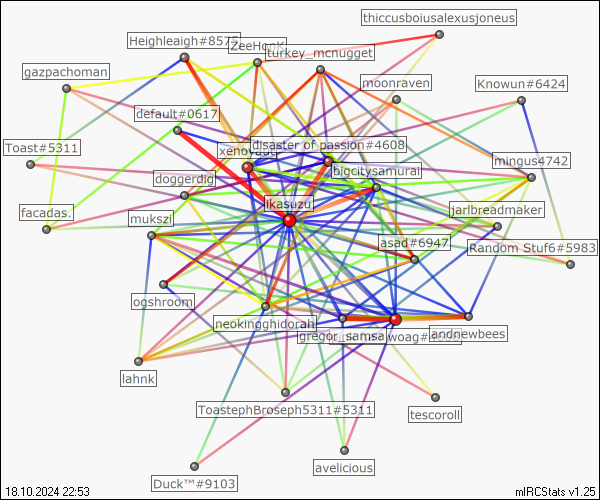 thiccusboiusalexusjoneus
Heighleaigh#8575
ZeeHonK
turkey_mcnugget
gazpachoman
moonraven
Knowun#6424
default#0617
Toast#5311
disaster of passion#4608
xenoyaut
bigcitysamurai
mingus4742
doggerdig
likasuzu
jarlbreadmaker
facadas.
mukszi
asad#6947
Random Stuf6#5983
ogshroom
neokingghidorah
gregor_samsa
woag#
andnewbees
lahnk
ToastephBroseph5311#5311
tescoroll
avelicious
Duck™#9103
18.10.2024 22:53
mIRCStats v1.25